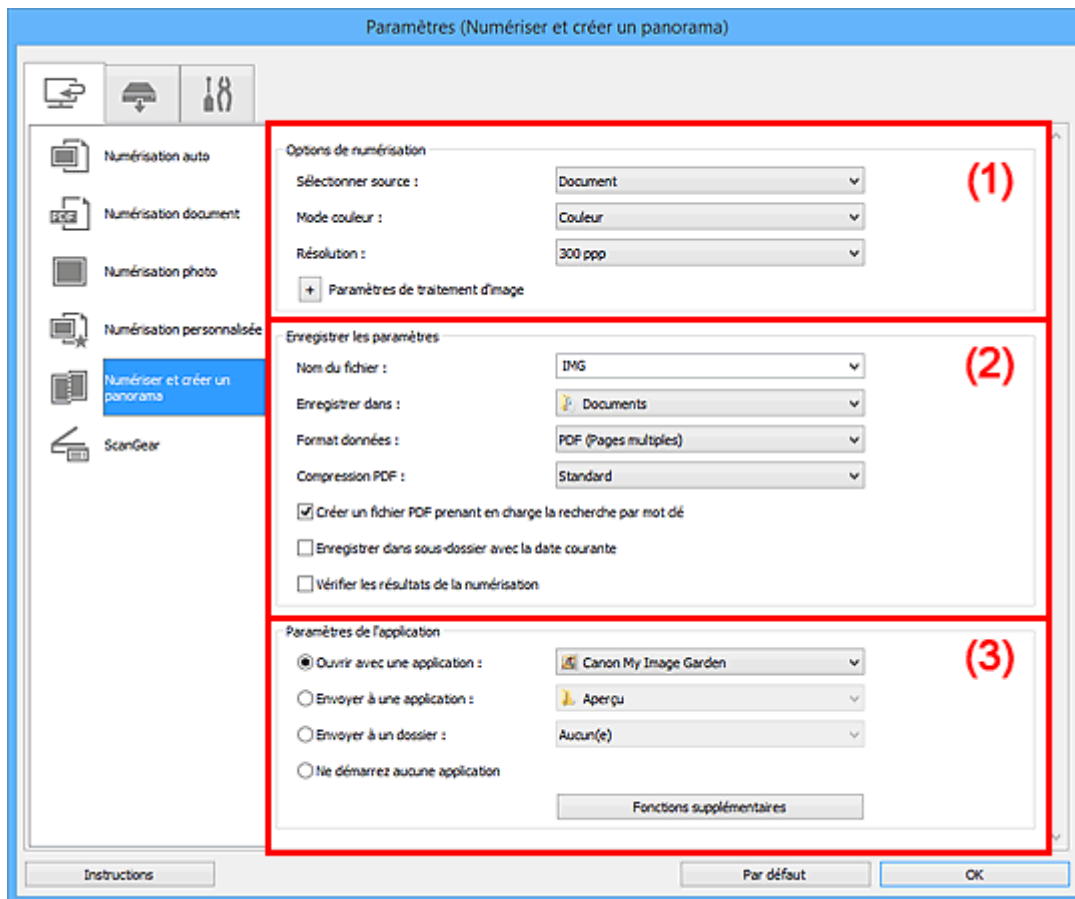 Paramètres (Numériser et créer un panorama)
Numérisation auto
PDF
Numérisation document
Numérisation photo
Numérisation personnalisée
Numériser et créer un
panorama
ScanGear
Options de numérisation
(1)
Sélectionner source :
Document
Mode couleur :
Couleur
Résolution :
300 ppp
+ Paramètres de traitement d'image
Enregistrer les paramètres
(2)
Nom du fichier :
IMG
Enregistrer dans :
Documents
Format données :
PDF (Pages multiples)
Compression PDF :
Standard
Créer un fichier PDF prenant en charge la recherche par mot clé
Enregistrer dans sous-dossier avec la date courante
Vérifier les résultats de la numérisation
Paramètres de l'application
(3)
Ouvrir avec une application :
Canon My Image Garden
Envoyer à une application :
Aperçu
Envoyer à un dossier :
Aucun(e)
Ne démarrez aucune application
Fonctions supplémentaires
Instructions
Par défaut
OK